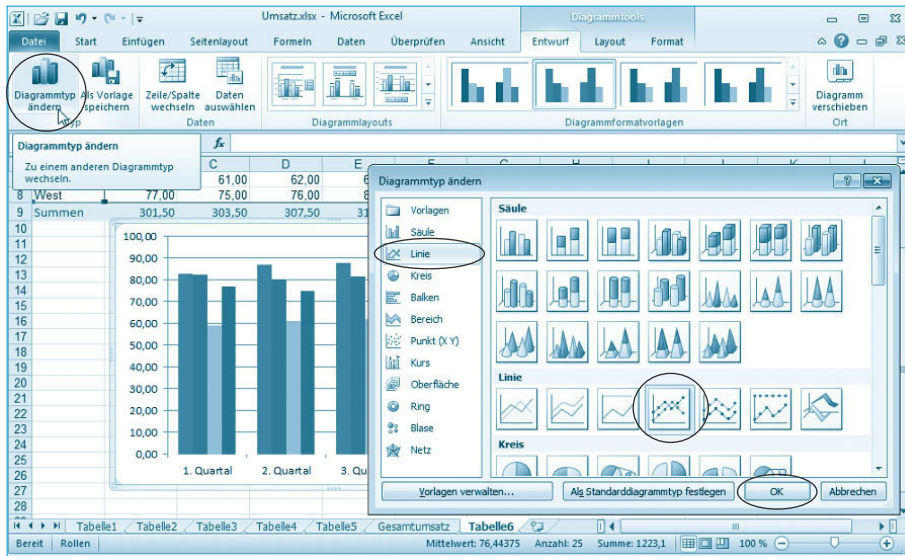 Umsatz.xlsx - Microsoft Excel
Diagrammtools
Datei Start Einfügen Seitenlayout Formeln Daten Überprüfen Ansicht Entwurf Layout Format
Diagrammtyp ändern
Als Vorlage speichern
Zeile/Spalte wechseln
Daten auswählen
Diagramm verschieben
Typ Daten Diagrammlayouts Diagrammformatvorlagen Ort
Diagrammtyp ändern
Zu einem anderen Diagrammtyp
wechseln.
fx
C D E
61,00 62,00
8 West 77,00 75,00 76,00
9 Summen 301,50 303,50 307,50
10
11
12
13
14
15
16
17
18
19
20
21
22
23
24
25
26
27
28
100,00
90,00
80,00
70,00
60,00
50,00
40,00
30,00
20,00
10,00
0,00
1. Quartal 2. Quartal 3. Qu
Diagrammtyp ändern
Vorlagen
Säule
Linie
Kreis
Balken
Bereich
Punkt (X Y)
Kurs
Oberfläche
Ring
Blase
Netz
Säule
Linie
Kreis
Vorlagen verwalten...
Als Standarddiagrammtyp festlegen
OK
Abbrechen
Tabelle1 Tabelle2 Tabelle3 Tabelle4 Tabelle5 Gesamtumsatz Tabelle6
Bereit Rollen Mittelwert: 76,44375 Anzahl: 25 Summe: 1223,1 100 %